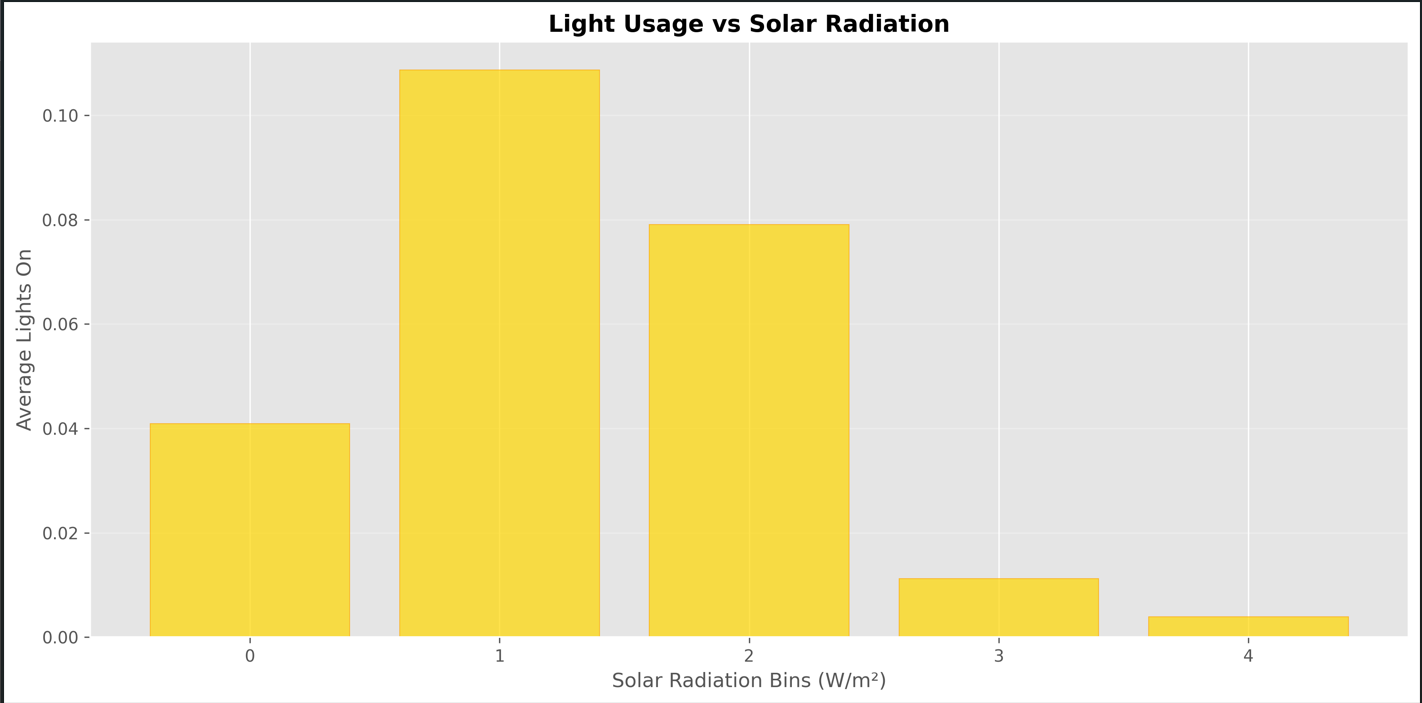 Light Usage vs Solar Radiation
Average Lights On
0.10
0.08
0.06
0.04
0.02
0.00
0 1 2 3 4
Solar Radiation Bins (W/m²)